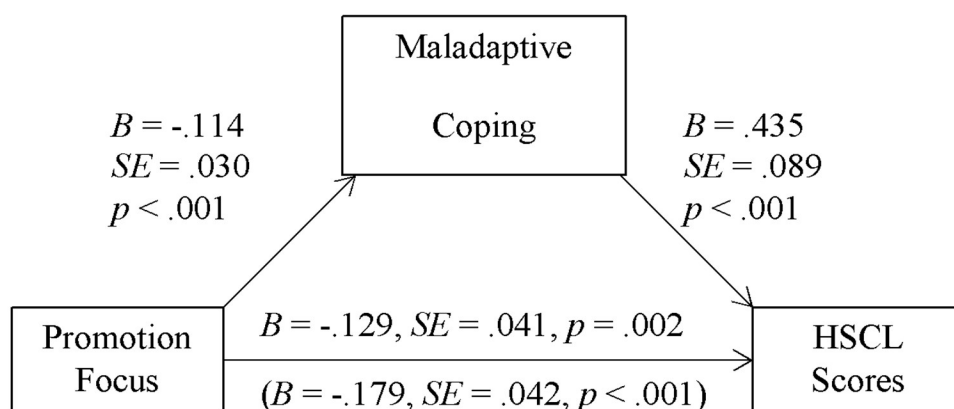 Maladaptive
Coping
B = -.114
SE = .030
p < .001
B = .435
SE = .089
p < .001
Promotion
Focus
B = -.129, SE = .041, p = .002
(B = -.179, SE = .042, p < .001)
HSCL
Scores